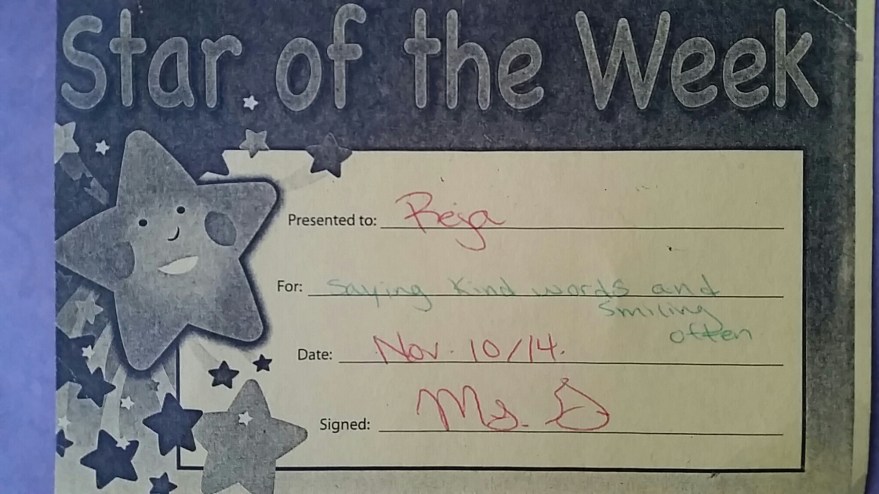 Star of the Week
Presented to: Reja
For: Saying kind words and
smiling
often
Date: Nov. 10/14.
Signed: Ms. D